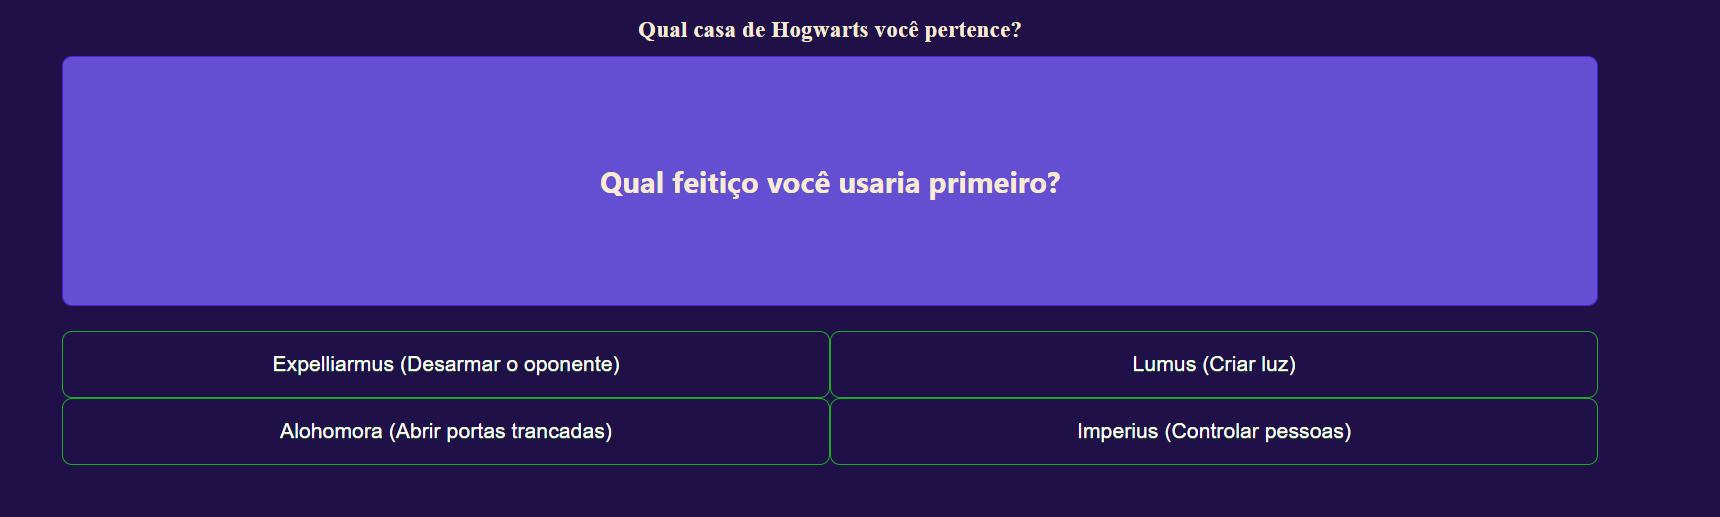 Qual casa de Hogwarts você pertence?
Qual feitiço você usaria primeiro?
Expelliarmus (Desarmar o oponente)
Lumus (Criar luz)
Alohomora (Abrir portas trancadas)
Imperius (Controlar pessoas)